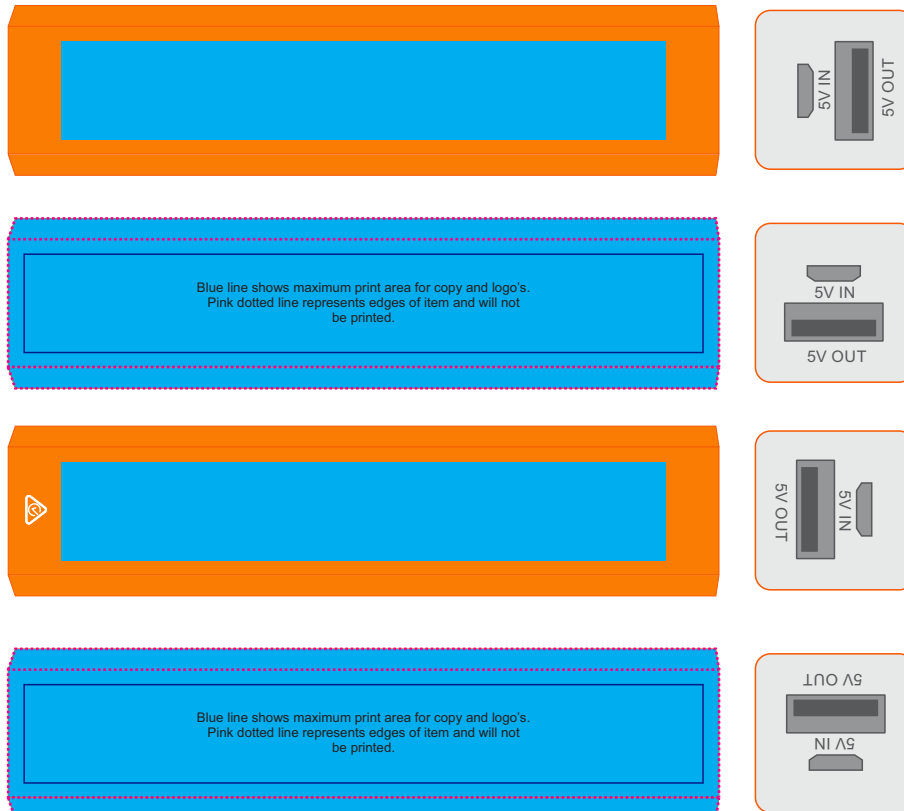 5V IN
5V OUT
Blue line shows maximum print area for copy and logo's.
Pink dotted line represents edges of item and will not
be printed.
5V IN
5V OUT
5V OUT
5V IN
Blue line shows maximum print area for copy and logo's.
Pink dotted line represents edges of item and will not
be printed.
5V OUT
5V IN